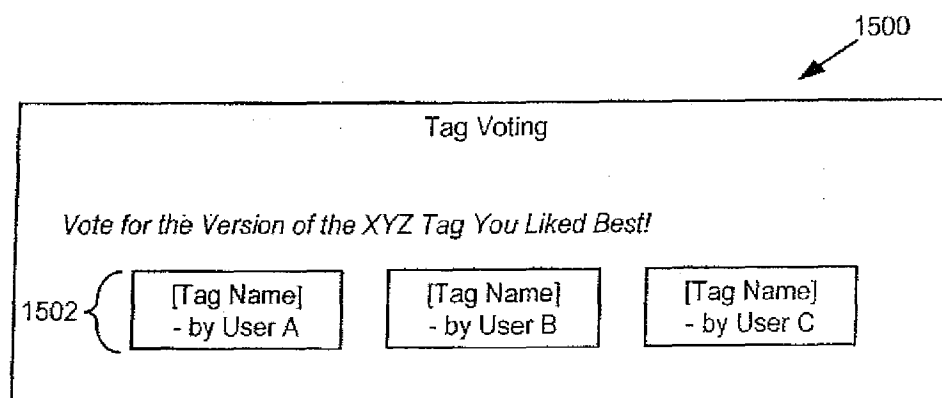 1500
Tag Voting
Vote for the Version of the XYZ Tag You Liked Best!
1502
[Tag Name]
- by User A
[Tag Name]
- by User B
[Tag Name]
- by User C